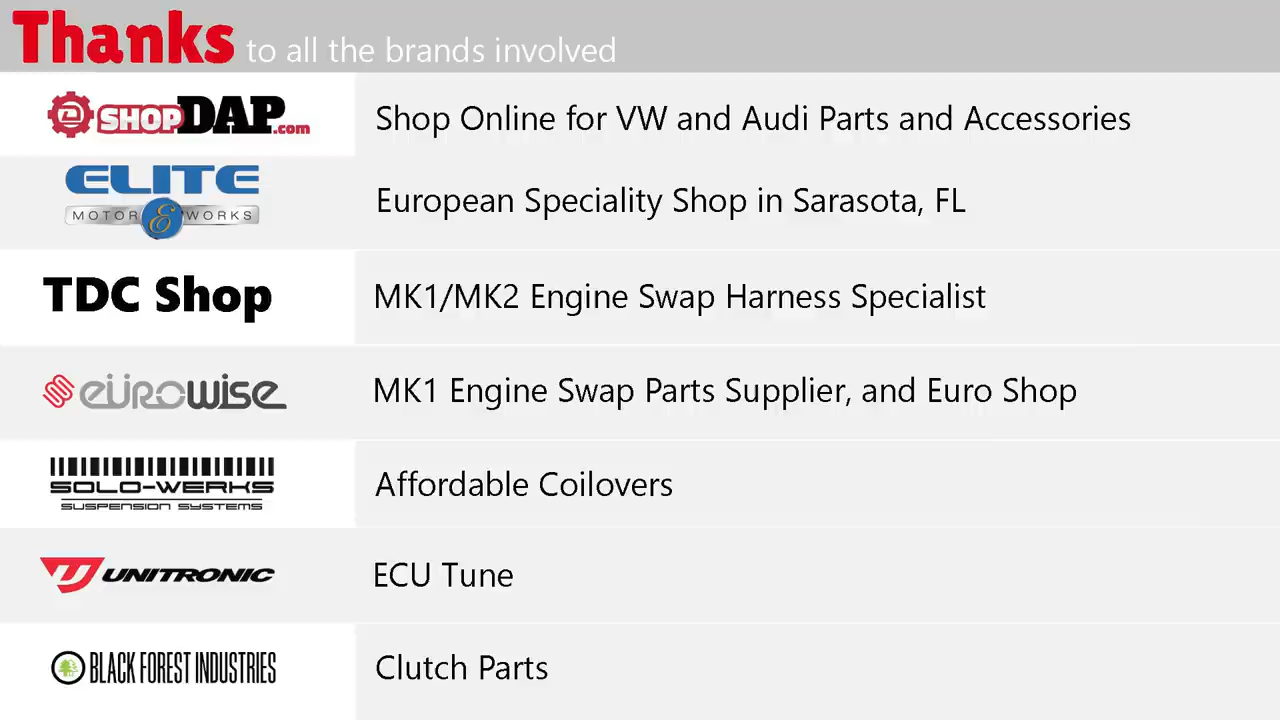 Thanks to all the brands involved
SHOPDAP.com
Shop Online for VW and Audi Parts and Accessories
ELITE
MOTOR E WORKS
European Speciality Shop in Sarasota, FL
TDC Shop
MK1/MK2 Engine Swap Harness Specialist
eürowise
MK1 Engine Swap Parts Supplier, and Euro Shop
SOLO-WERKS
SUSPENSION SYSTEMS
Affordable Coilovers
UNITRONIC
ECU Tune
BLACK FOREST INDUSTRIES
Clutch Parts